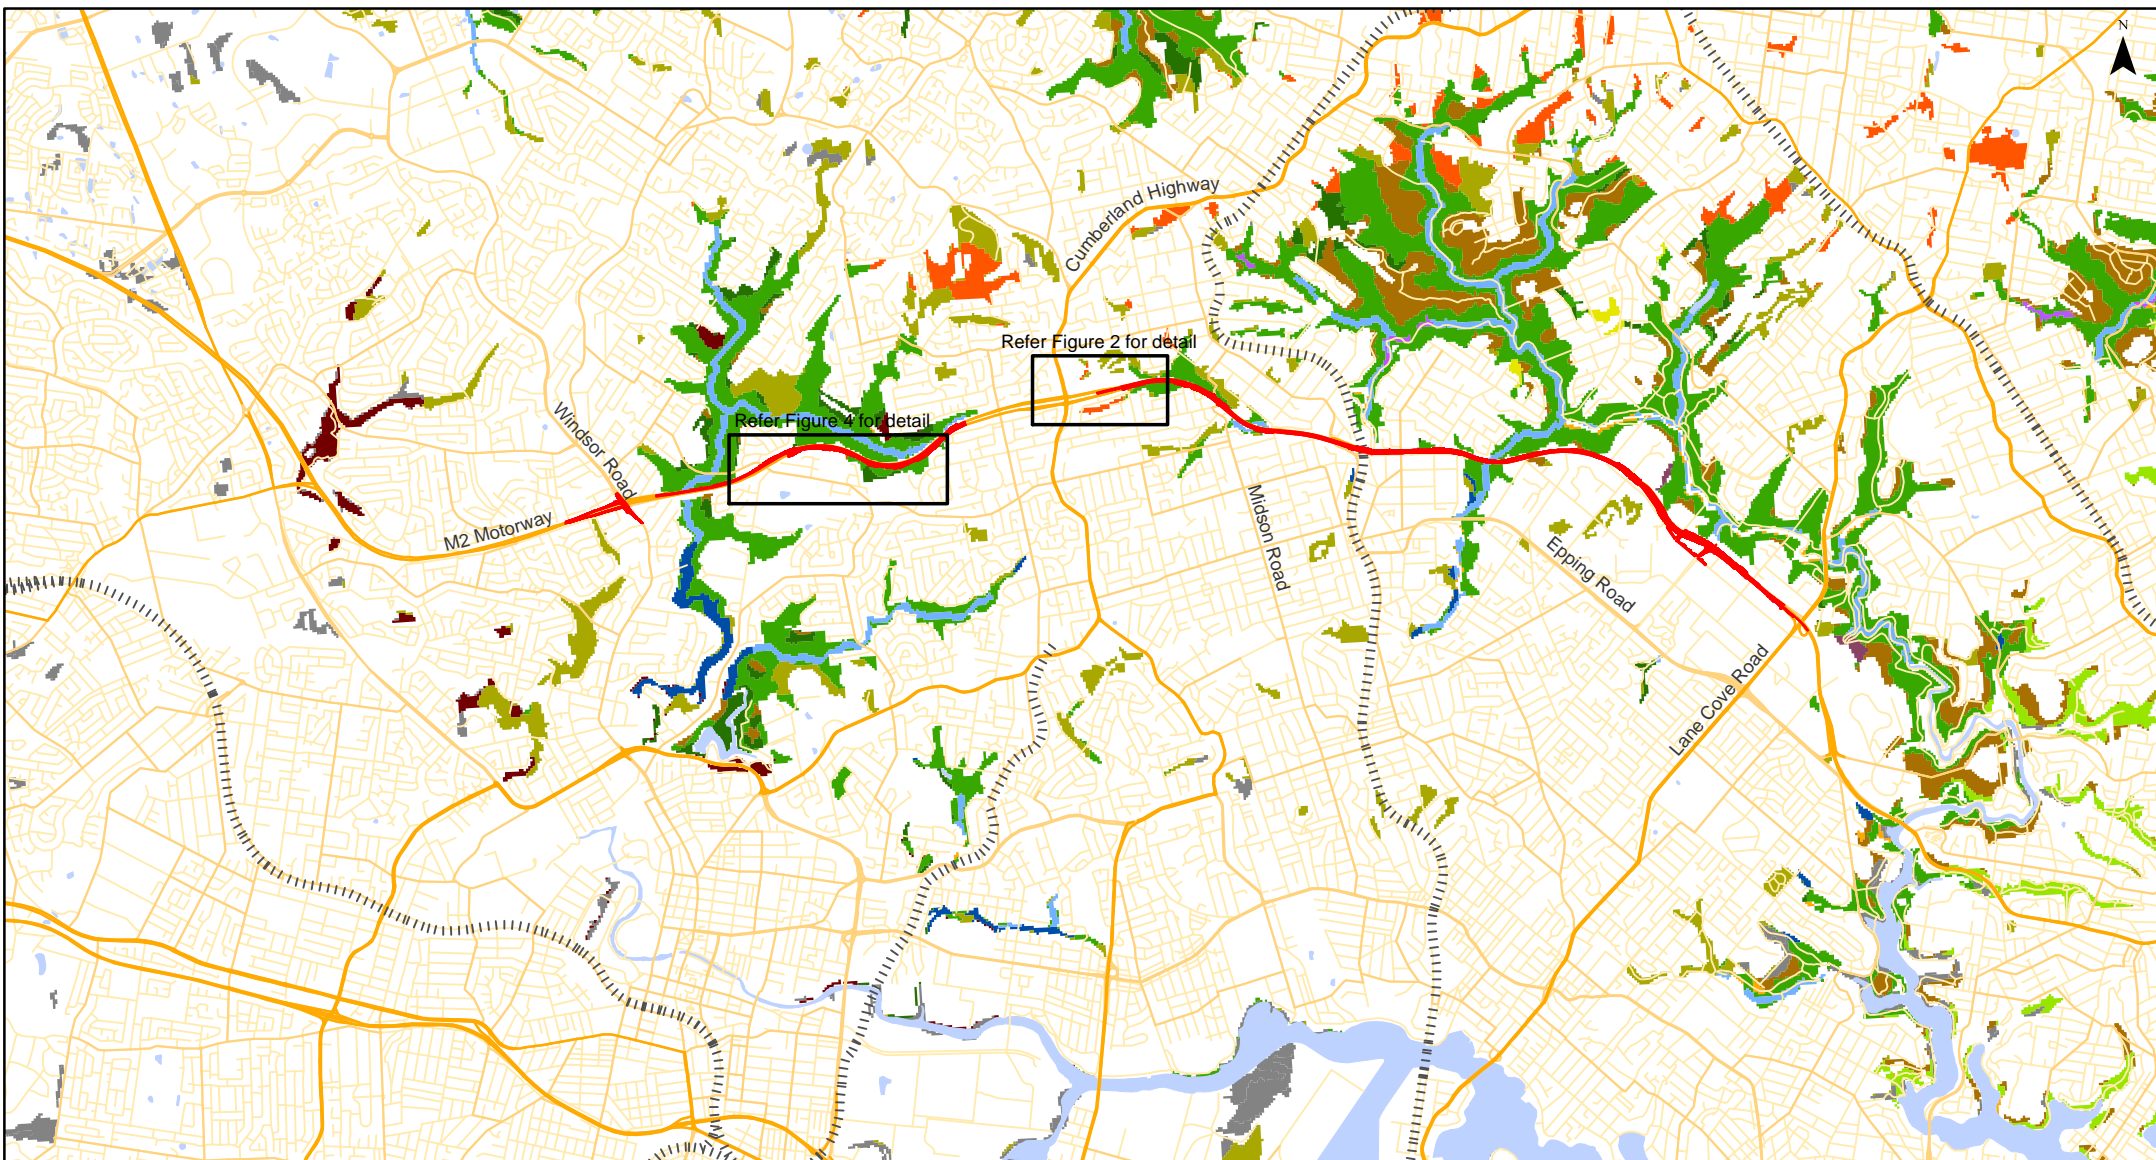 N
Cumberland Highway
Refer Figure 2 for detail
Refer Figure 4 for detail
Windsor Road
M2 Motorway
Midson Road
Epping Road
Lane Cove Road